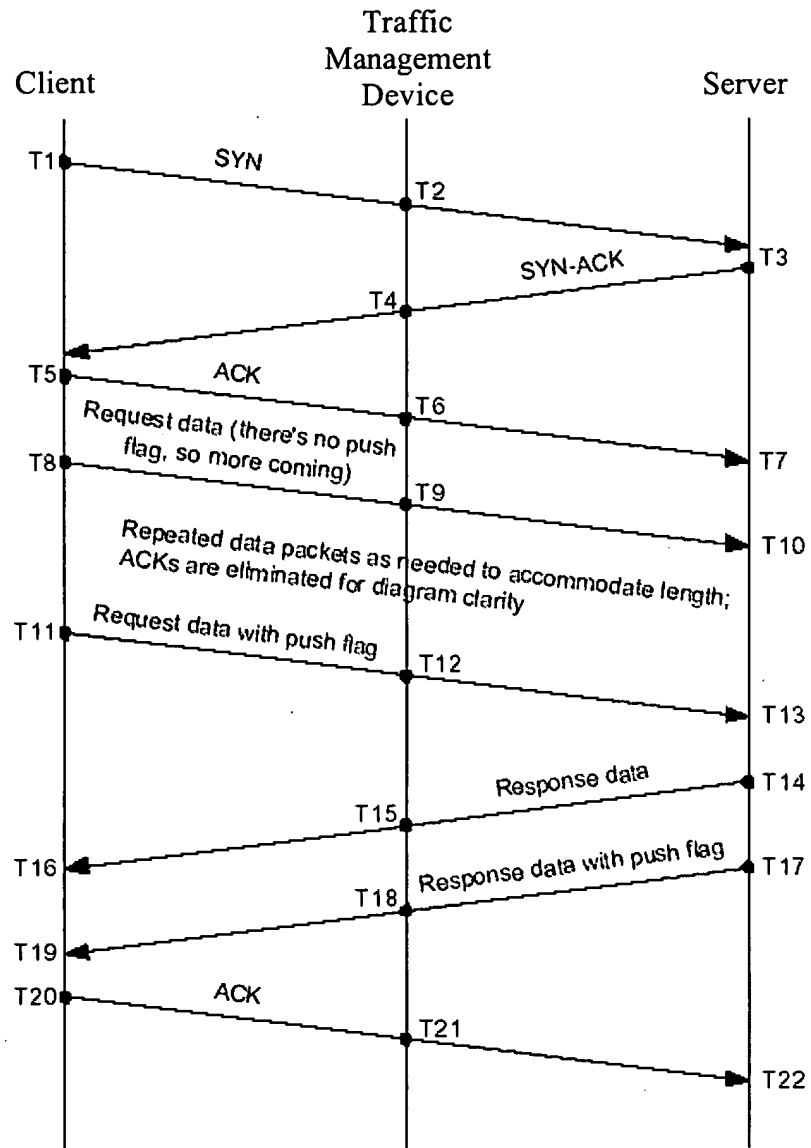 Traffic
Management
Device
Client
Server
T1
SYN
T2
T3
SYN-ACK
T4
T5
ACK
T6
T7
Request data (there's no push
flag, so more coming)
T8
T9
T10
Repeated data packets as needed to accommodate length;
ACKs are eliminated for diagram clarity
T11
Request data with push flag
T12
T13
T14
Response data
T15
T16
T17
Response data with push flag
T18
T19
T20
ACK
T21
T22